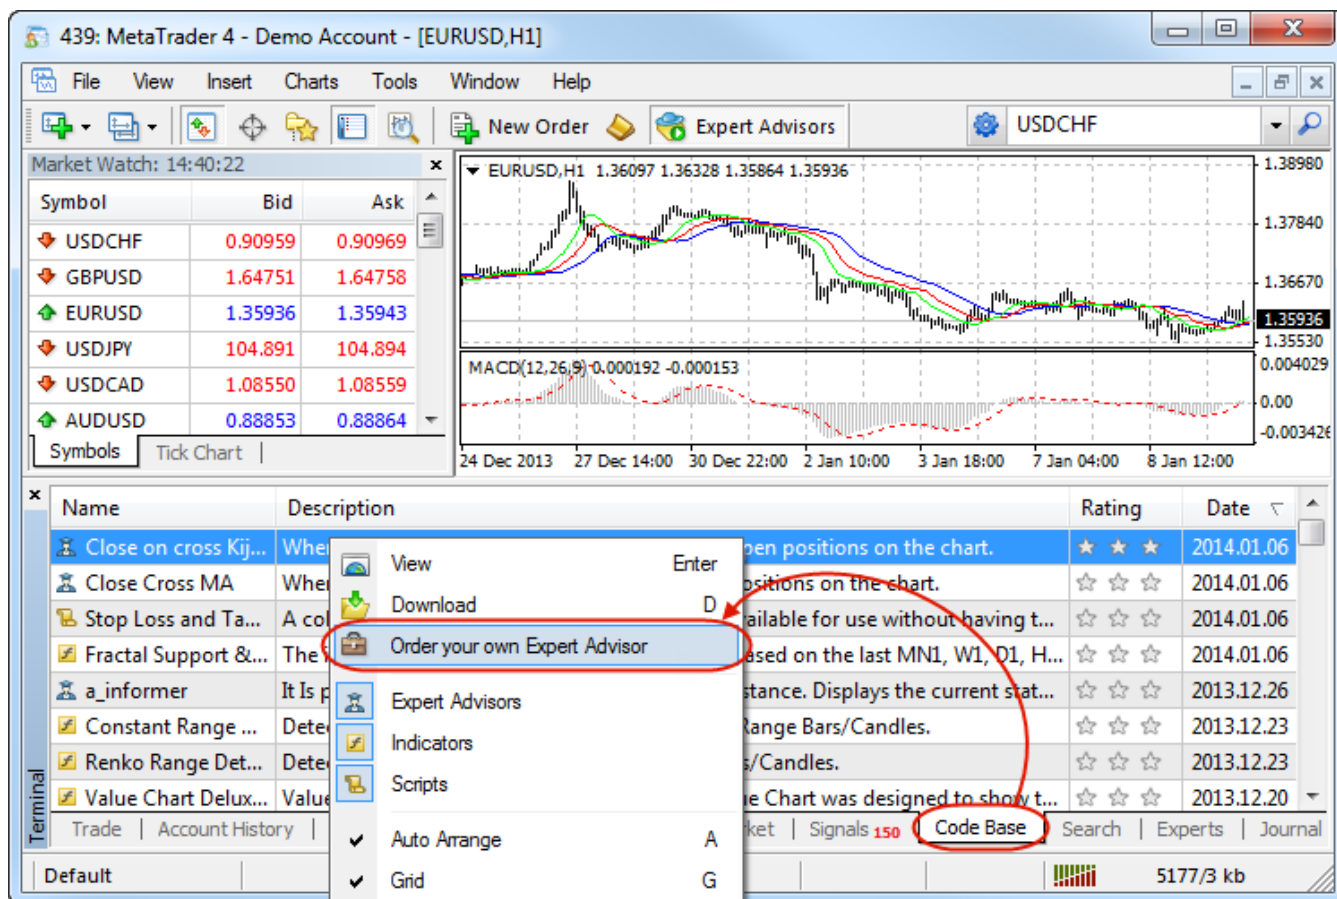 439: MetaTrader 4 - Demo Account - [EURUSD,H1]
File View Insert Charts Tools Window Help
New Order Expert Advisors USDCHF
Market Watch: 14:40:22
Symbol Bid Ask
USDCHF 0.90959 0.90969
GBPUSD 1.64751 1.64758
EURUSD 1.35936 1.35943
USDJPY 104.891 104.894
USDCAD 1.08550 1.08559
AUDUSD 0.88853 0.88864
Symbols Tick Chart
EURUSD,H1 1.36097 1.36328 1.35864 1.35936
1.38980
1.37840
1.36670
1.35936
1.35530
MACD(12,26,9) 0.000192 -0.000153
0.004029
0.00
-0.003426
24 Dec 2013 27 Dec 14:00 30 Dec 22:00 2 Jan 10:00 3 Jan 18:00 7 Jan 04:00 8 Jan 12:00
Name Description Rating Date
Close on cross Kij... Whe pen positions on the chart. 2014.01.06
Close Cross MA Whe ositions on the chart. 2014.01.06
Stop Loss and Ta... A col vailable for use without having t... 2014.01.06
Fractal Support &... The ased on the last MN1, W1, D1, H... 2014.01.06
a_informer It Is p stance. Displays the current stat... 2013.12.26
Constant Range ... Dete Range Bars/Candles. 2013.12.23
Renko Range Det... Dete s/Candles. 2013.12.23
Value Chart Delux... Value ue Chart was designed to show t... 2013.12.20
View Enter
Download D
Order your own Expert Advisor
Expert Advisors
Indicators
Scripts
Auto Arrange A
Grid G
Terminal
Trade Account History ket Signals 150 Code Base Search Experts Journal
Default 5177/3 kb